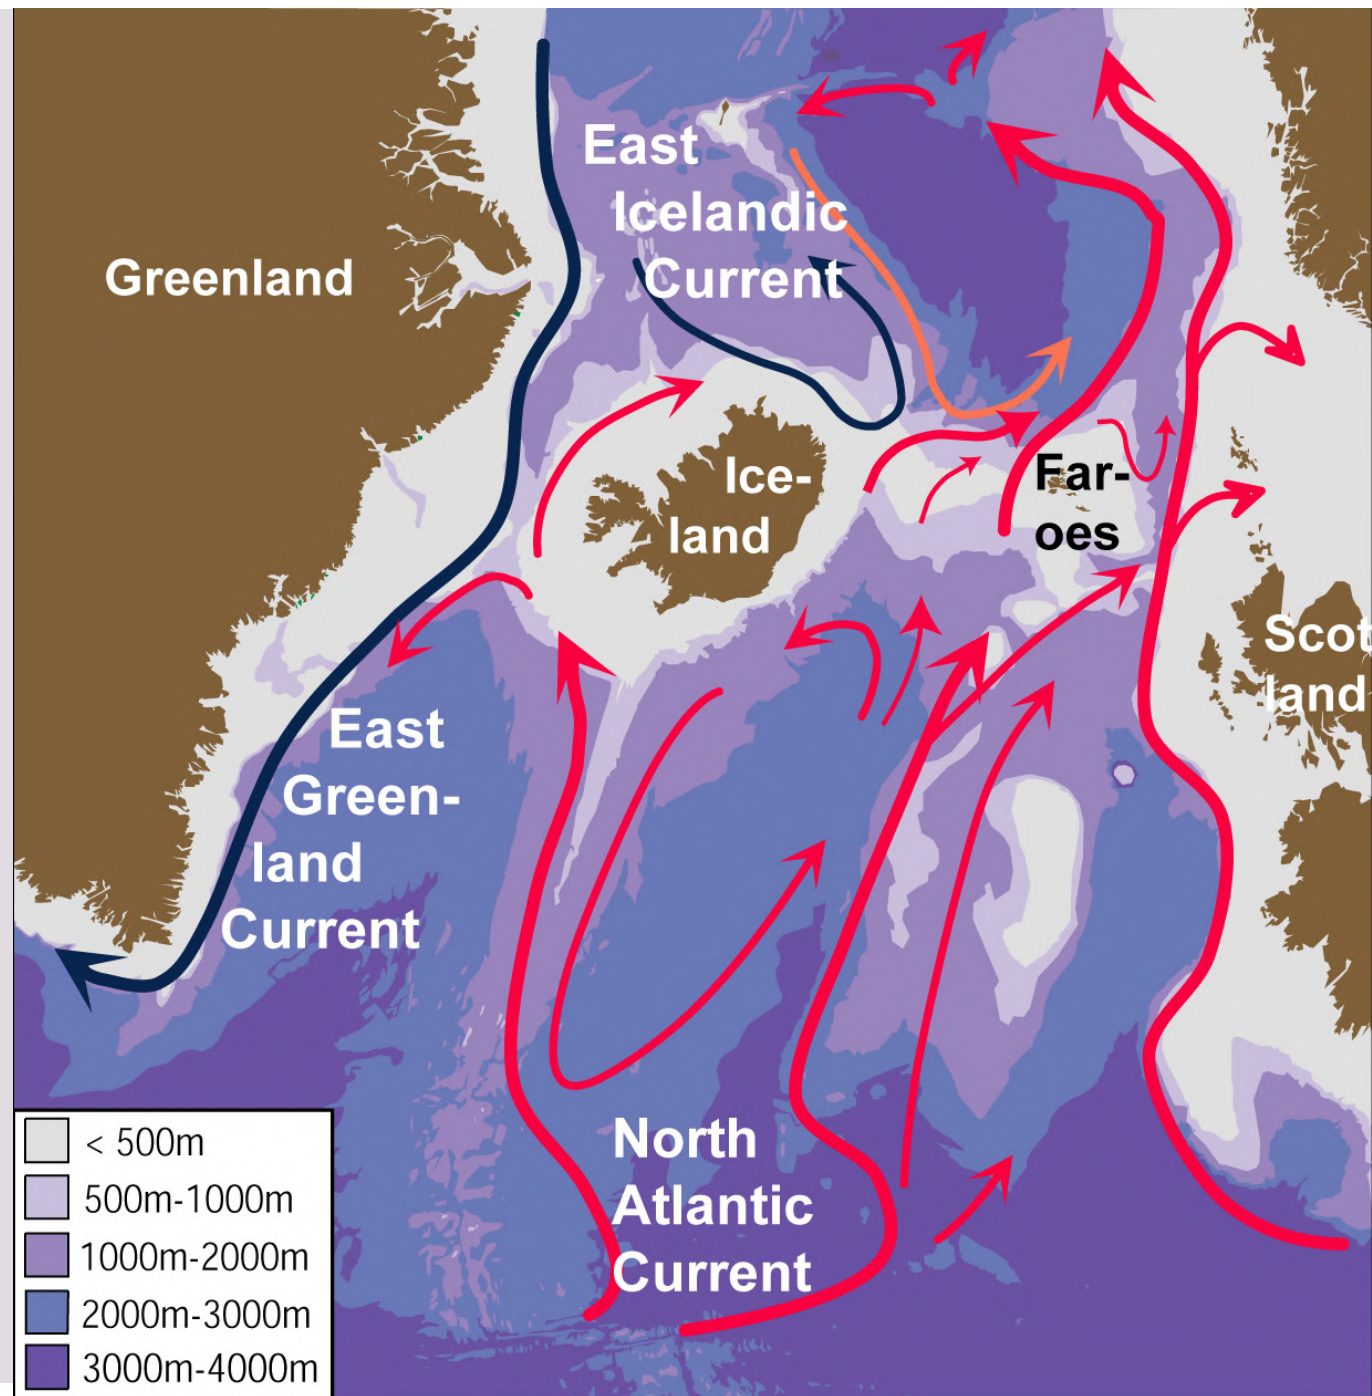 East
Icelandic
Current
Greenland
Ice-
land
Far-
oes
Scot
land
East
Green-
land
Current
North
Atlantic
Current
< 500m
500m-1000m
1000m-2000m
2000m-3000m
3000m-4000m